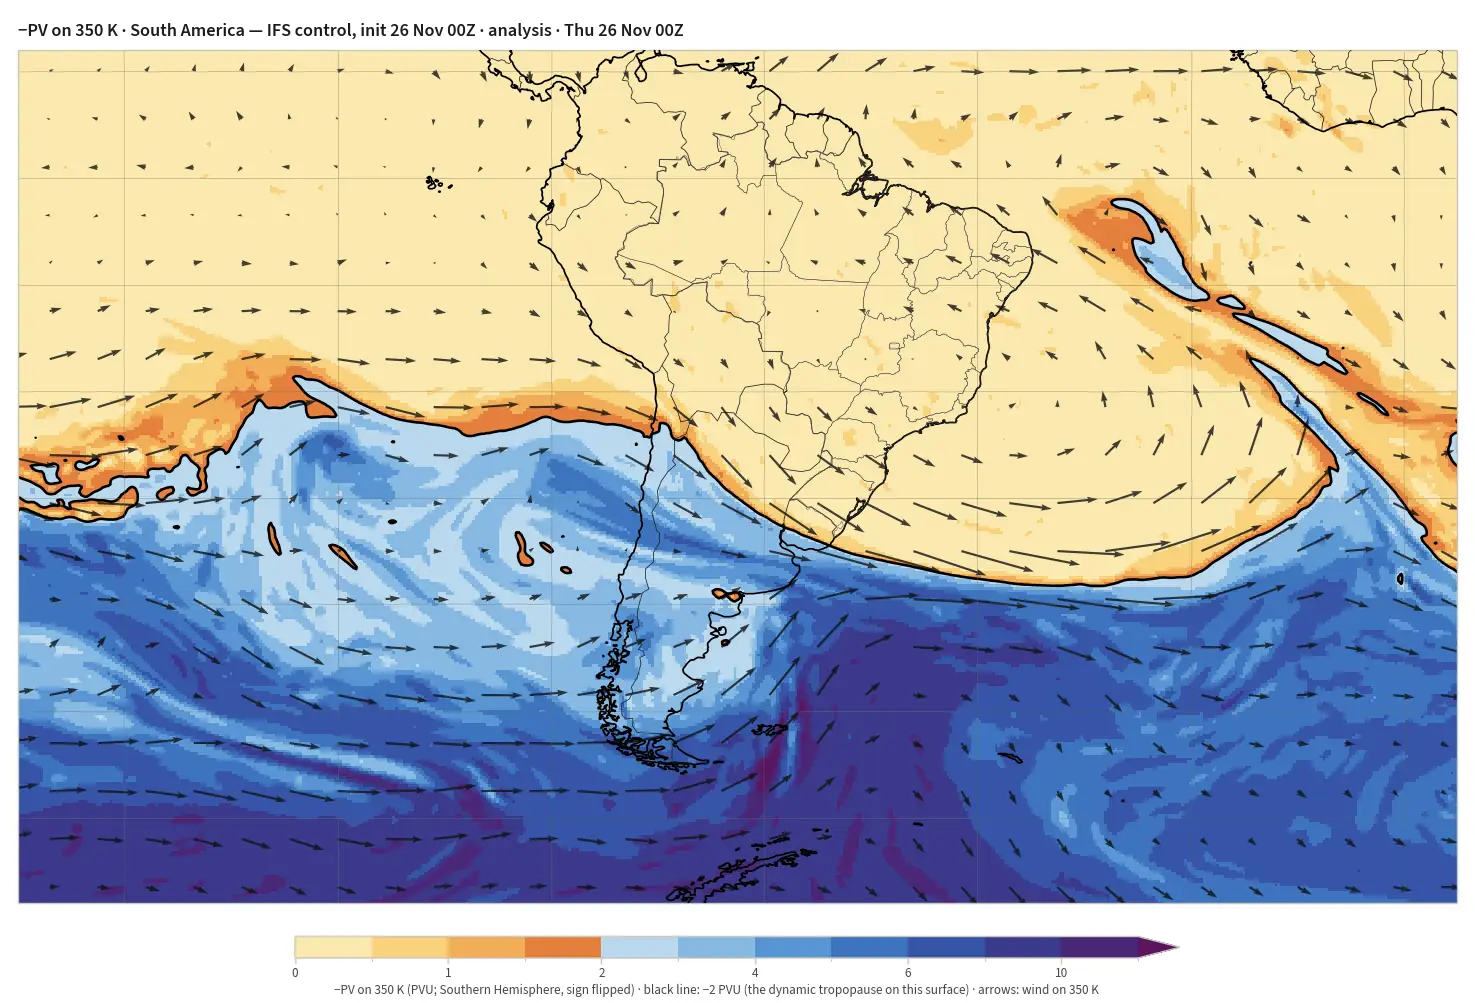 −PV on 350 K · South America — IFS control, init 26 Nov 00Z · analysis · Thu 26 Nov 00Z
0 1 2 4 6 10
−PV on 350 K (PVU; Southern Hemisphere, sign flipped) · black line: −2 PVU (the dynamic tropopause on this surface) · arrows: wind on 350 K